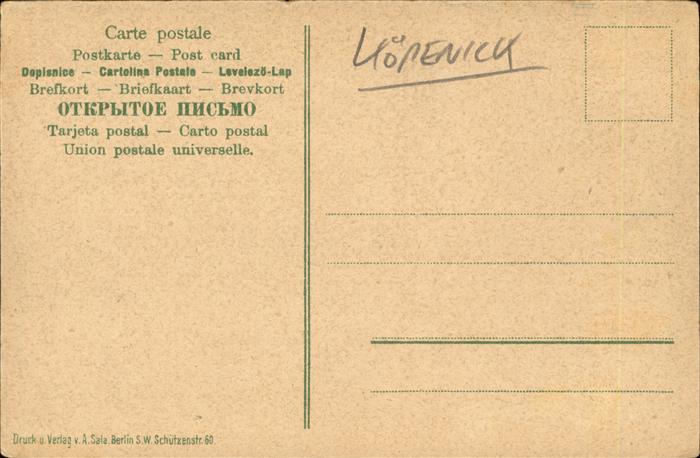 Carte postale
Postkarte — Post card
Dopisnice — Cartolina Postale — Levelező-Lap
Brefkort — Briefkaart — Brevkort
ОТКРЫТОЕ ПИСЬМО
Tarjeta postal — Carto postal
Union postale universelle.
KÖPENICK
Druck u. Verlag v. A. Sala. Berlin S.W. Schützenstr. 60.